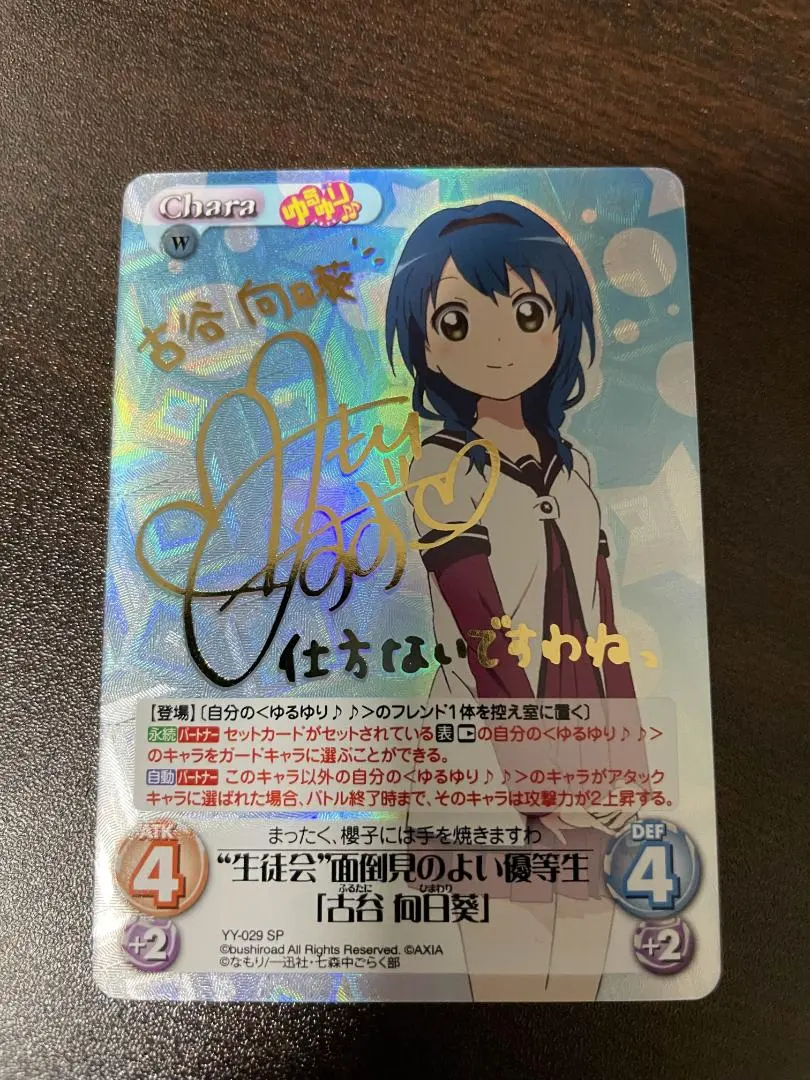 Chara ゆるゆり♪♪
W
古谷 向日葵
仕方ないですわね。
【登場】〔自分の<ゆるゆり♪♪>のフレンド1体を控え室に置く〕
永続 パートナー セットカードがセットされている表の自分の<ゆるゆり♪♪>
のキャラをガードキャラに選ぶことができる。
自動 パートナー このキャラ以外の自分の<ゆるゆり♪♪>のキャラがアタック
キャラに選ばれた場合、バトル終了時まで、そのキャラは攻撃力が2上昇する。
まったく、櫻子には手を焼きますわ
ATK
4
DEF
4
“生徒会”面倒見のよい優等生
ふるたに ひまわり
「古谷 向日葵」
+2
+2
YY-029 SP
©bushiroad All Rights Reserved. ©AXIA
©なもり/一迅社・七森中ごらく部